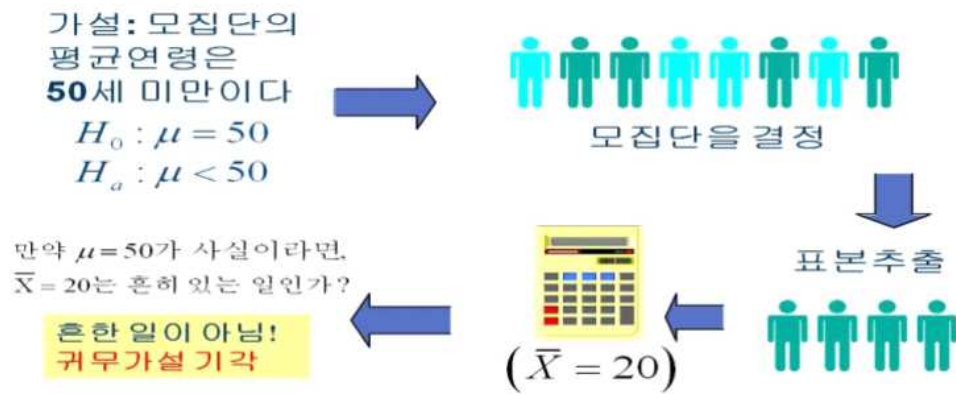 가설: 모집단의
평균연령은
50세 미만이다
H₀ : μ = 50
Hₐ : μ < 50
모집단을 결정
표본추출
(X̅ = 20)
만약 μ=50가 사실이라면,
X̅ = 20는 흔히 있는 일인가?
흔한 일이 아님!
귀무가설 기각